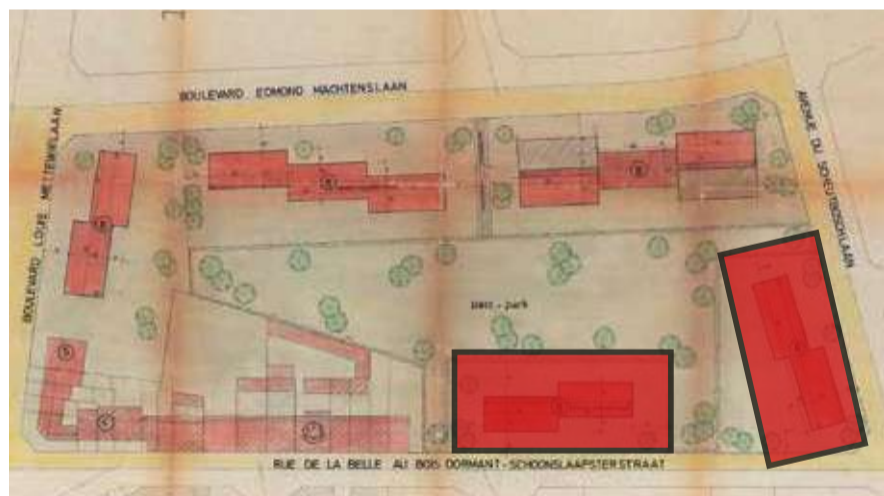 BOULEVARD EDMOND MACHTENSLAAN
AVENUE DU SCHEUTBOSCHLAAN
BOULEVARD LOUIS METTEWIELAAN
parc - park
RUE DE LA BELLE AU BOIS DORMANT - SCHOONSLAAPSTERSTRAAT